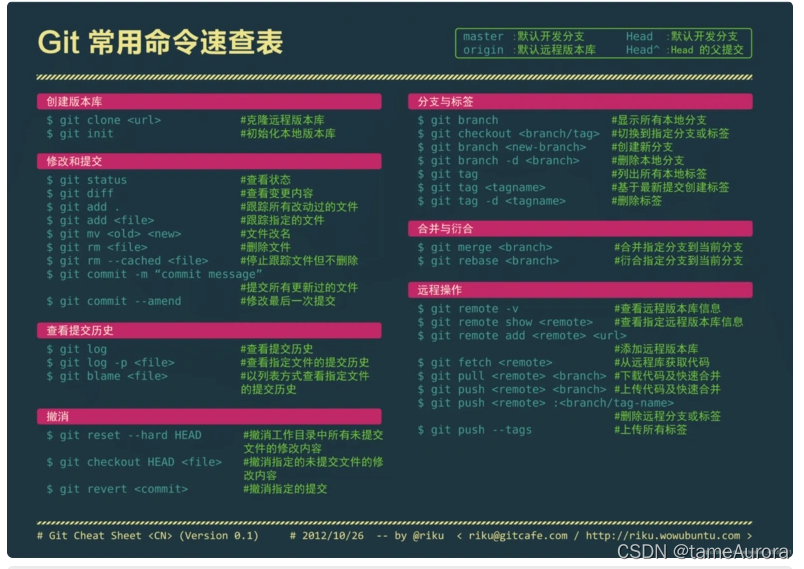 Git 常用命令速查表
master :默认开发分支 Head :默认开发分支
origin :默认远程版本库 Head^ :Head 的父提交
创建版本库
$ git clone <url> #克隆远程版本库
$ git init #初始化本地版本库
修改和提交
$ git status #查看状态
$ git diff #查看变更内容
$ git add . #跟踪所有改动过的文件
$ git add <file> #跟踪指定的文件
$ git mv <old> <new> #文件改名
$ git rm <file> #删除文件
$ git rm --cached <file> #停止跟踪文件但不删除
$ git commit -m “commit message”
#提交所有更新过的文件
$ git commit --amend #修改最后一次提交
查看提交历史
$ git log #查看提交历史
$ git log -p <file> #查看指定文件的提交历史
$ git blame <file> #以列表方式查看指定文件
的提交历史
撤消
$ git reset --hard HEAD #撤消工作目录中所有未提交
文件的修改内容
$ git checkout HEAD <file> #撤消指定的未提交文件的修
改内容
$ git revert <commit> #撤消指定的提交
分支与标签
$ git branch #显示所有本地分支
$ git checkout <branch/tag> #切换到指定分支或标签
$ git branch <new-branch> #创建新分支
$ git branch -d <branch> #删除本地分支
$ git tag #列出所有本地标签
$ git tag <tagname> #基于最新提交创建标签
$ git tag -d <tagname> #删除标签
合并与衍合
$ git merge <branch> #合并指定分支到当前分支
$ git rebase <branch> #衍合指定分支到当前分支
远程操作
$ git remote -v #查看远程版本库信息
$ git remote show <remote> #查看指定远程版本库信息
$ git remote add <remote> <url>
#添加远程版本库
$ git fetch <remote> #从远程库获取代码
$ git pull <remote> <branch> #下载代码及快速合并
$ git push <remote> <branch> #上传代码及快速合并
$ git push <remote> :<branch/tag-name>
#删除远程分支或标签
$ git push --tags #上传所有标签
# Git Cheat Sheet <CN> (Version 0.1) # 2012/10/26 -- by @riku < riku@gitcafe.com / http://riku.wowubuntu.com >
CSDN @tameAurora